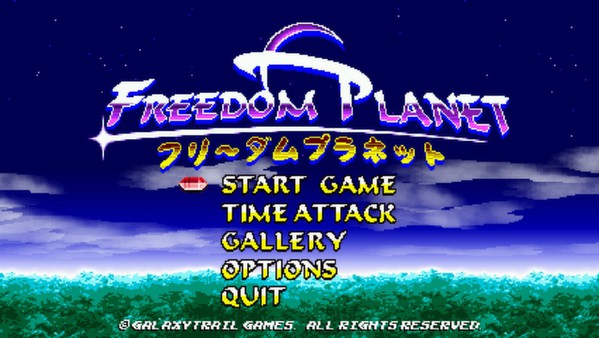 FREEDOM PLANET
フリ～ダムプラネット
START GAME
TIME ATTACK
GALLERY
OPTIONS
QUIT
© GALAXYTRAIL GAMES. ALL RIGHTS RESERVED.